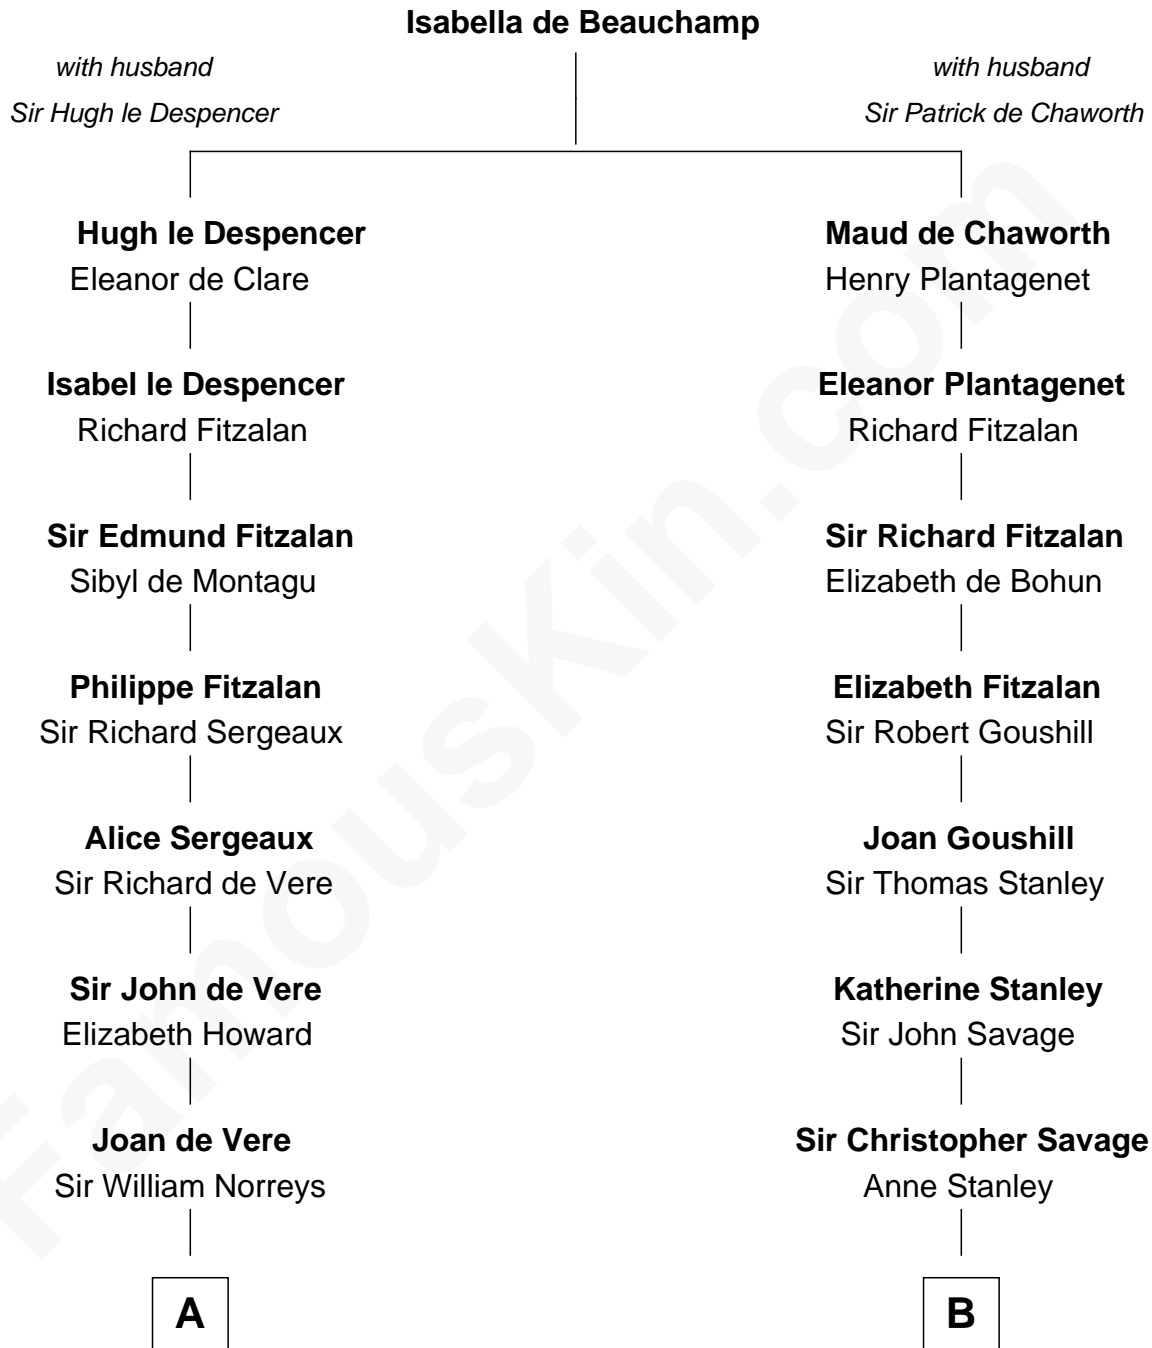 Isabella de Beauchamp
with husband
Sir Hugh le Despencer
with husband
Sir Patrick de Chaworth
Hugh le Despencer
Eleanor de Clare
Maud de Chaworth
Henry Plantagenet
Isabel le Despencer
Richard Fitzalan
Eleanor Plantagenet
Richard Fitzalan
Sir Edmund Fitzalan
Sibyl de Montagu
Sir Richard Fitzalan
Elizabeth de Bohun
Philippe Fitzalan
Sir Richard Sergeaux
Elizabeth Fitzalan
Sir Robert Goushill
Alice Sergeaux
Sir Richard de Vere
Joan Goushill
Sir Thomas Stanley
Sir John de Vere
Elizabeth Howard
Katherine Stanley
Sir John Savage
Joan de Vere
Sir William Norreys
Sir Christopher Savage
Anne Stanley
A
B
FamousKin.com